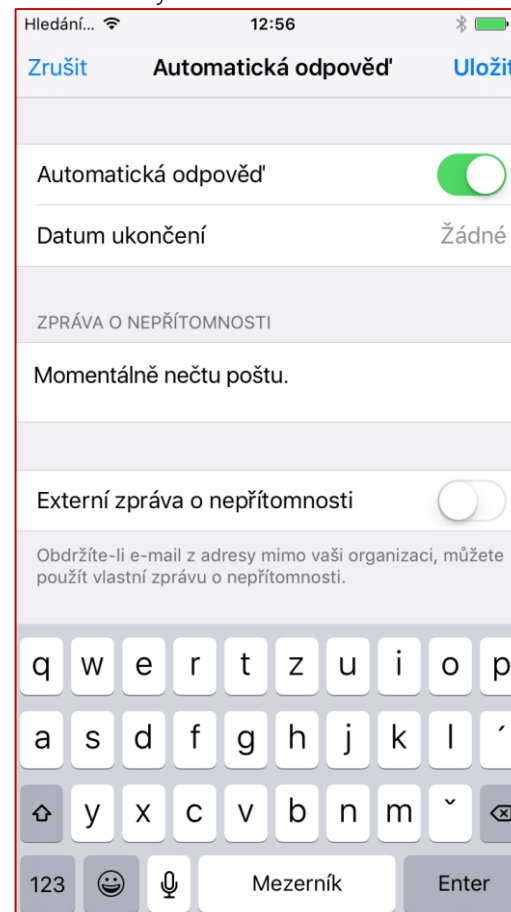 Hledání...
12:56
Zrušit
Automatická odpověď
Uložit
Automatická odpověď
Datum ukončení
Žádné
ZPRÁVA O NEPŘÍTOMNOSTI
Momentálně nečtu poštu.
Externí zpráva o nepřítomnosti
Obdržíte-li e-mail z adresy mimo vaši organizaci, můžete
použít vlastní zprávu o nepřítomnosti.
q w e r t z u i o p
a s d f g h j k l ´
y x c v b n m ˇ
123 Mezerník Enter